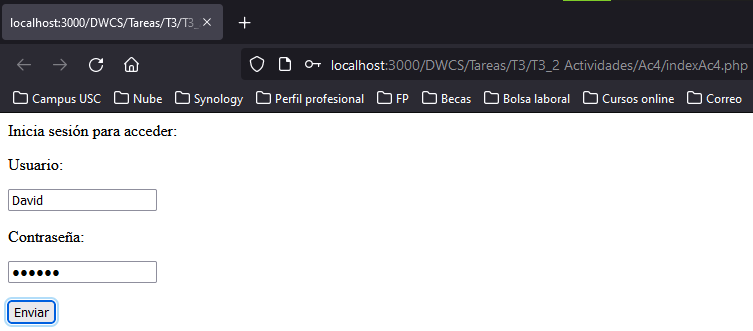 localhost:3000/DWCS/Tareas/T3/T3_
localhost:3000/DWCS/Tareas/T3/T3_2 Actividades/Ac4/indexAc4.php
Campus USC Nube Synology Perfil profesional FP Becas Bolsa laboral Cursos online Correo
Inicia sesión para acceder:
Usuario:
David
Contraseña:
●●●●●●
Enviar